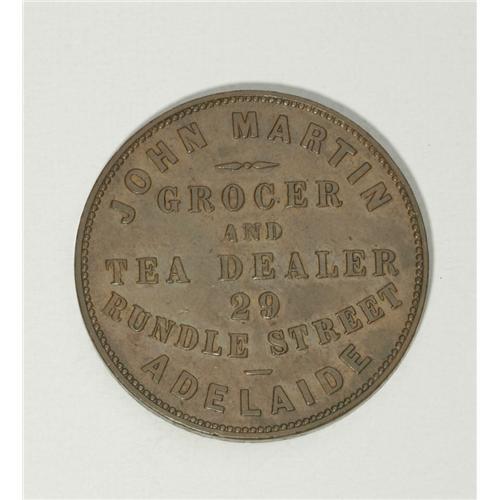 JOHN MARTIN
GROCER
AND
TEA DEALER
29
RUNDLE STREET
ADELAIDE